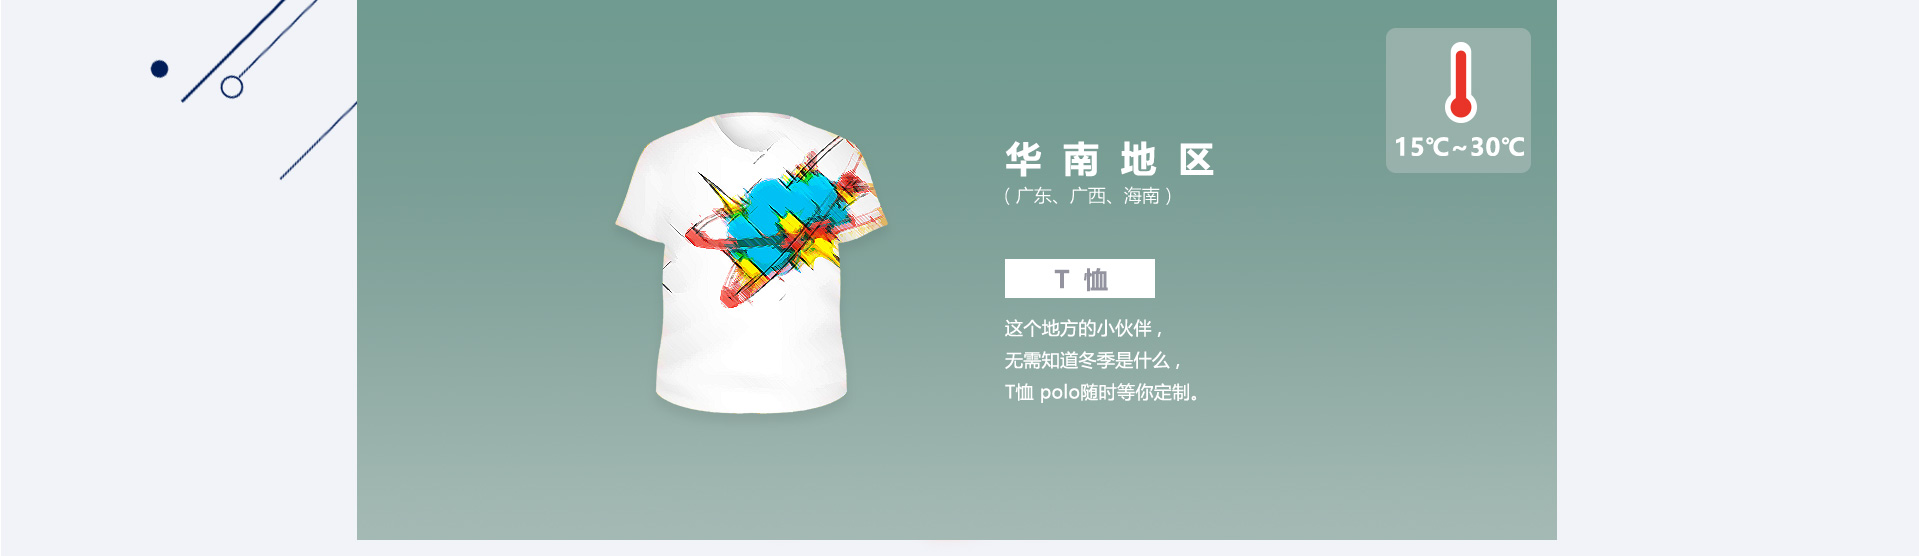 15℃~30℃
华南地区
（广东、广西、海南）
T恤
这个地方的小伙伴，
无需知道冬季是什么，
T恤 polo随时等你定制。